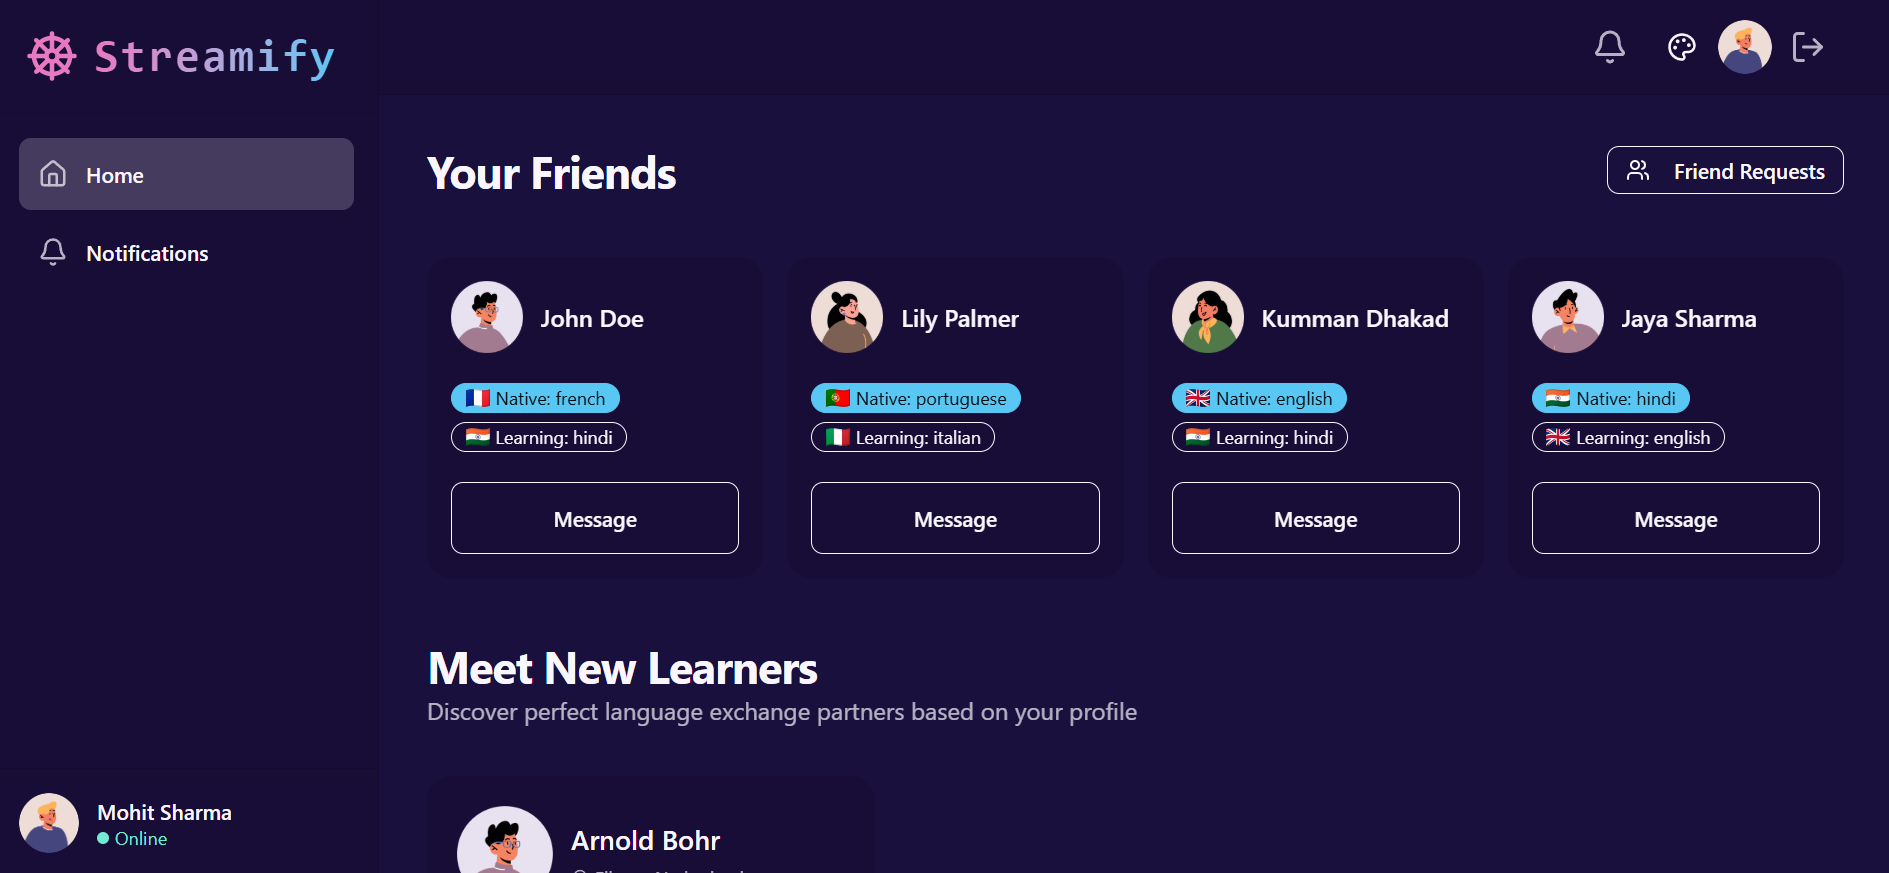 Streamify
Home
Notifications
Your Friends
Friend Requests
John Doe
Native: french
Learning: hindi
Message
Lily Palmer
Native: portuguese
Learning: italian
Message
Kumman Dhakad
Native: english
Learning: hindi
Message
Jaya Sharma
Native: hindi
Learning: english
Message
Meet New Learners
Discover perfect language exchange partners based on your profile
Arnold Bohr
Mohit Sharma
Online